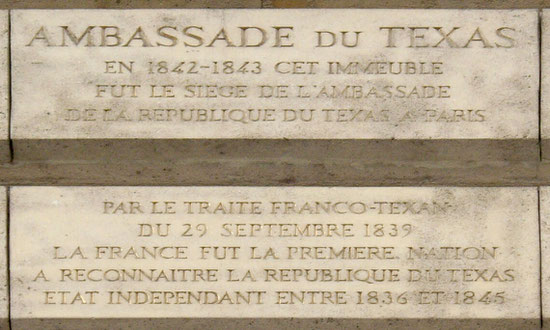 AMBASSADE DU TEXAS
EN 1842-1843 CET IMMEUBLE
FUT LE SIEGE DE L'AMBASSADE
DE LA REPUBLIQUE DU TEXAS A PARIS
PAR LE TRAITE FRANCO-TEXAN
DU 29 SEPTEMBRE 1839
LA FRANCE FUT LA PREMIERE NATION
A RECONNAITRE LA REPUBLIQUE DU TEXAS
ETAT INDEPENDANT ENTRE 1836 ET 1845